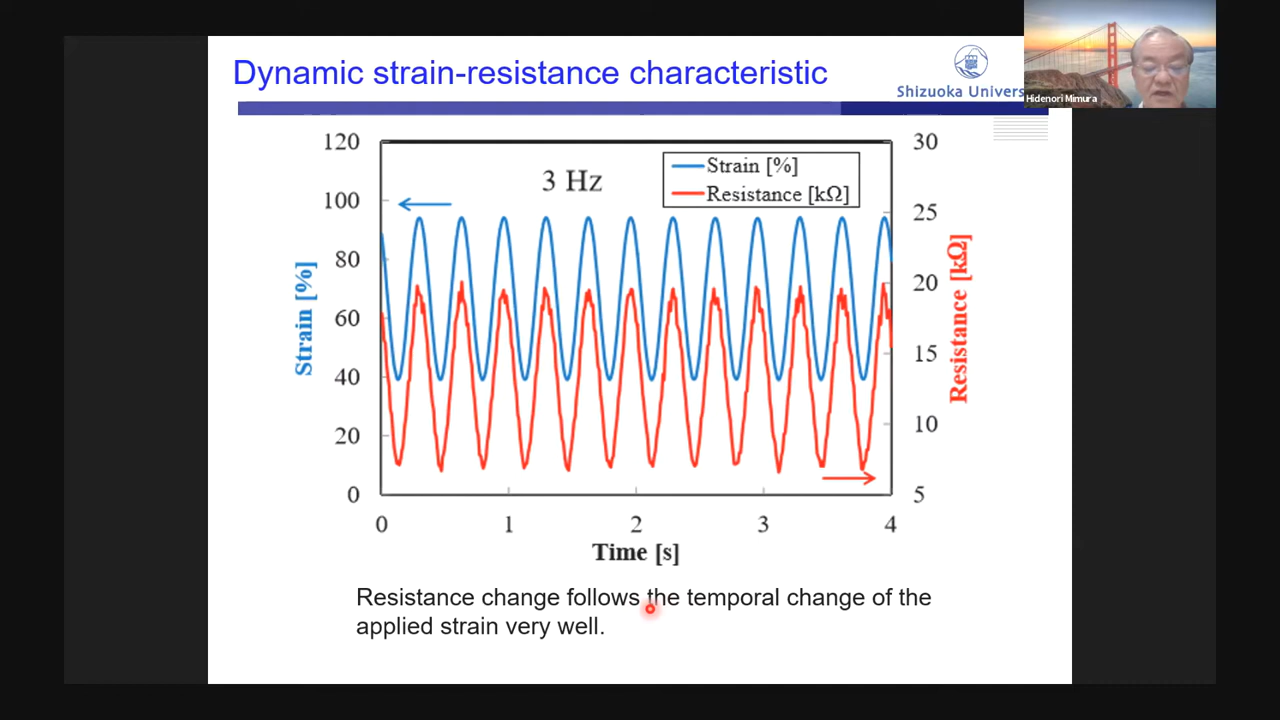 Dynamic strain-resistance characteristic
Shizuoka Univers
Hidenori Mimura
120
100
80
60
40
20
0
Strain [%]
3 Hz
Strain [%]
Resistance [kΩ]
30
25
20
15
10
5
Resistance [kΩ]
0 1 2 3 4
Time [s]
Resistance change follows the temporal change of the
applied strain very well.